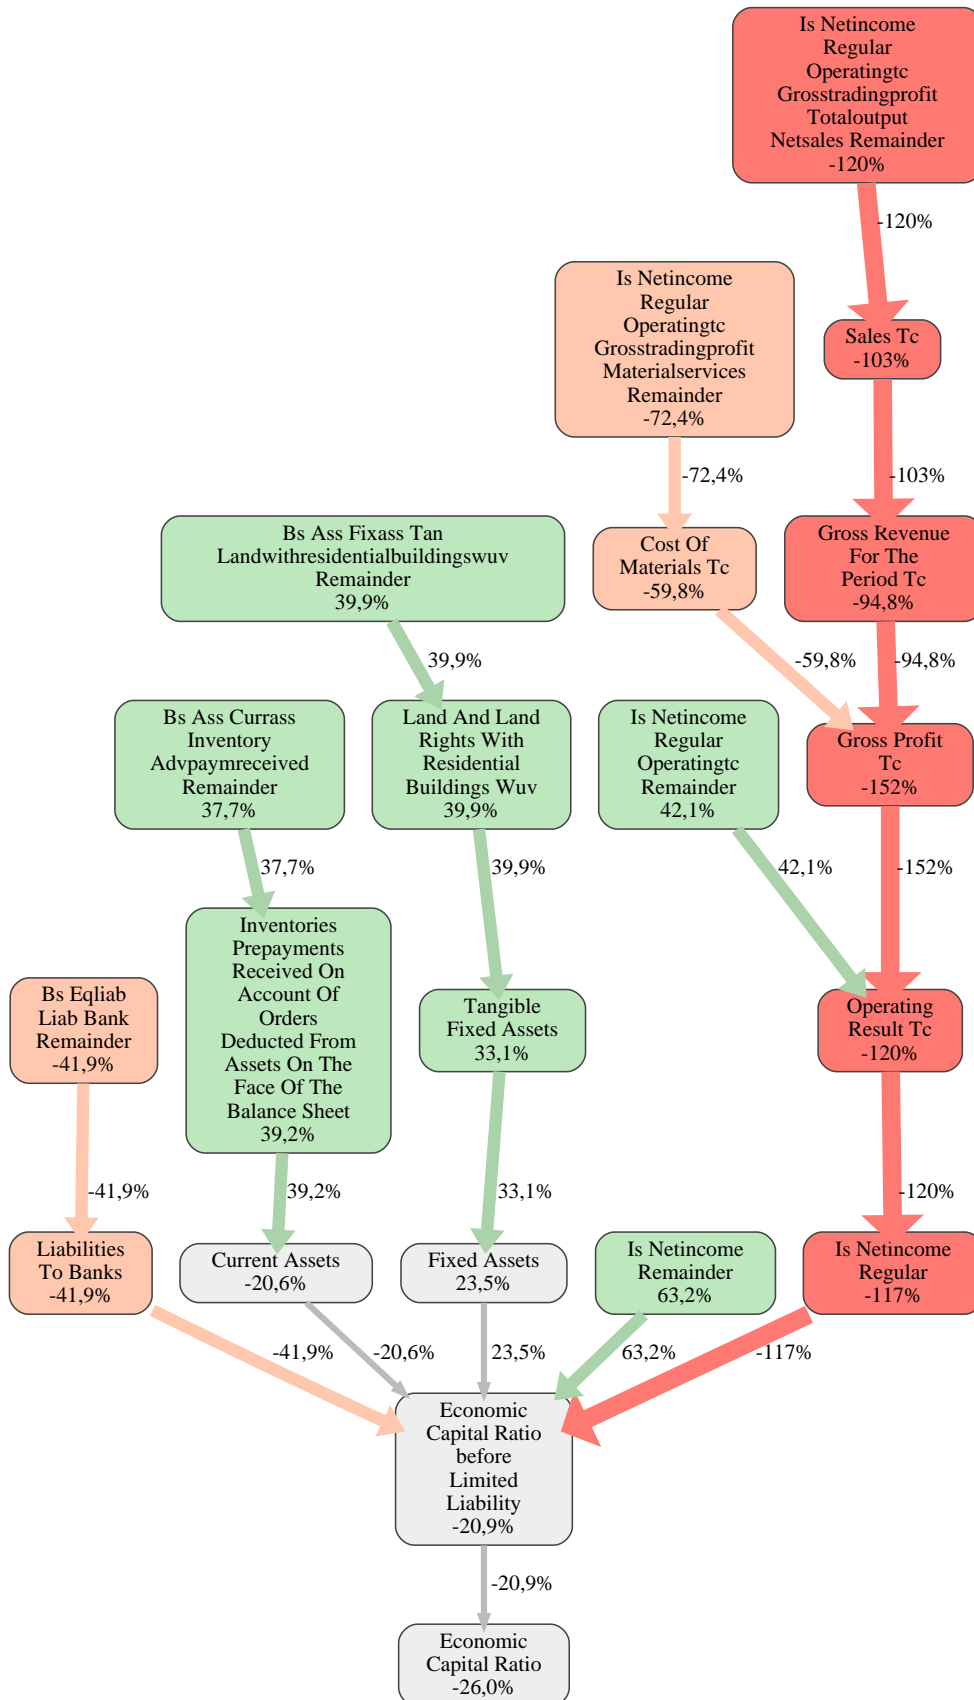 Is Netincome
Regular
Operatingtc
Grosstradingprofit
Totaloutput
Netsales Remainder
-120%
-120%
Is Netincome
Regular
Operatingtc
Grosstradingprofit
Materialservices
Remainder
-72,4%
Sales Tc
-103%
-72,4%
-103%
Bs Ass Fixass Tan
Landwithresidentialbuildingswuv
Remainder
39,9%
Cost Of
Materials Tc
-59,8%
Gross Revenue
For The
Period Tc
-94,8%
39,9%
-59,8%
-94,8%
Bs Ass Currass
Inventory
Advpaymreceived
Remainder
37,7%
Land And Land
Rights With
Residential
Buildings Wuv
39,9%
Is Netincome
Regular
Operatingtc
Remainder
42,1%
Gross Profit
Tc
-152%
37,7%
39,9%
42,1%
-152%
Bs Eqliab
Liab Bank
Remainder
-41,9%
Inventories
Prepayments
Received On
Account Of
Orders
Deducted From
Assets On The
Face Of The
Balance Sheet
39,2%
Tangible
Fixed Assets
33,1%
Operating
Result Tc
-120%
-41,9%
39,2%
33,1%
-120%
Liabilities
To Banks
-41,9%
Current Assets
-20,6%
Fixed Assets
23,5%
Is Netincome
Remainder
63,2%
Is Netincome
Regular
-117%
-41,9%
-20,6%
23,5%
63,2%
-117%
Economic
Capital Ratio
before
Limited
Liability
-20,9%
-20,9%
Economic
Capital Ratio
-26,0%